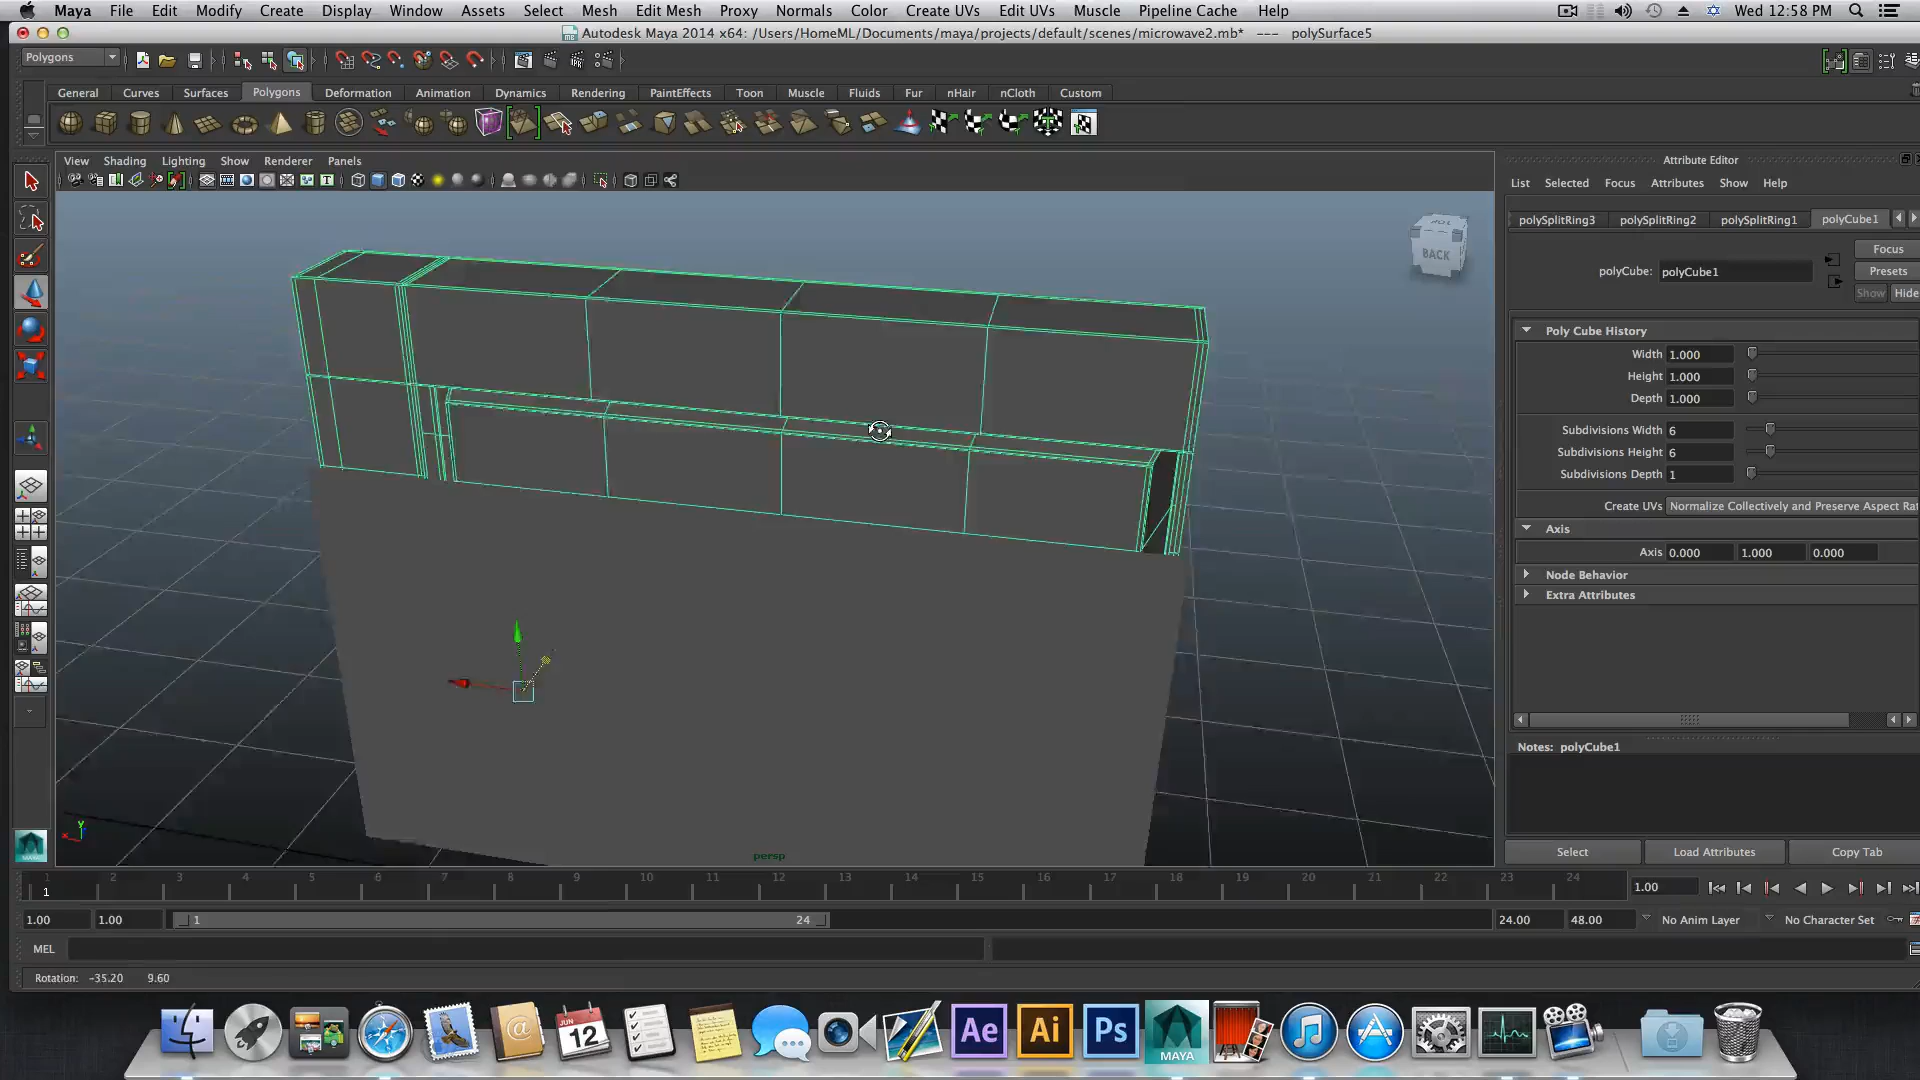 Maya File Edit Modify Create Display Window Assets Select Mesh Edit Mesh Proxy Normals Color Create UVs Edit UVs Muscle Pipeline Cache Help Wed 12:58 PM
Autodesk Maya 2014 x64: /Users/HomeML/Documents/maya/projects/default/scenes/microwave2.mb* --- polySurface5
Polygons
General Curves Surfaces Polygons Deformation Animation Dynamics Rendering PaintEffects Toon Muscle Fluids Fur nHair nCloth Custom
View Shading Lighting Show Renderer Panels
Attribute Editor
List Selected Focus Attributes Show Help
polySplitRing3 polySplitRing2 polySplitRing1 polyCube1
Focus
polyCube: polyCube1 Presets
Show Hide
TOP
BACK
Poly Cube History
Width 1.000
Height 1.000
Depth 1.000
Subdivisions Width 6
Subdivisions Height 6
Subdivisions Depth 1
Create UVs Normalize Collectively and Preserve Aspect Rat
Axis
Axis 0.000 1.000 0.000
Node Behavior
Extra Attributes
Notes: polyCube1
y
x
persp
Select Load Attributes Copy Tab
1 2 3 4 5 6 7 8 9 10 11 12 13 14 15 16 17 18 19 20 21 22 23 24
1 1.00
1.00 1.00 1 24 24.00 48.00 No Anim Layer No Character Set
MEL
Rotation: -35.20 9.60
JUN
12
@
Ae Ai Ps
MAYA